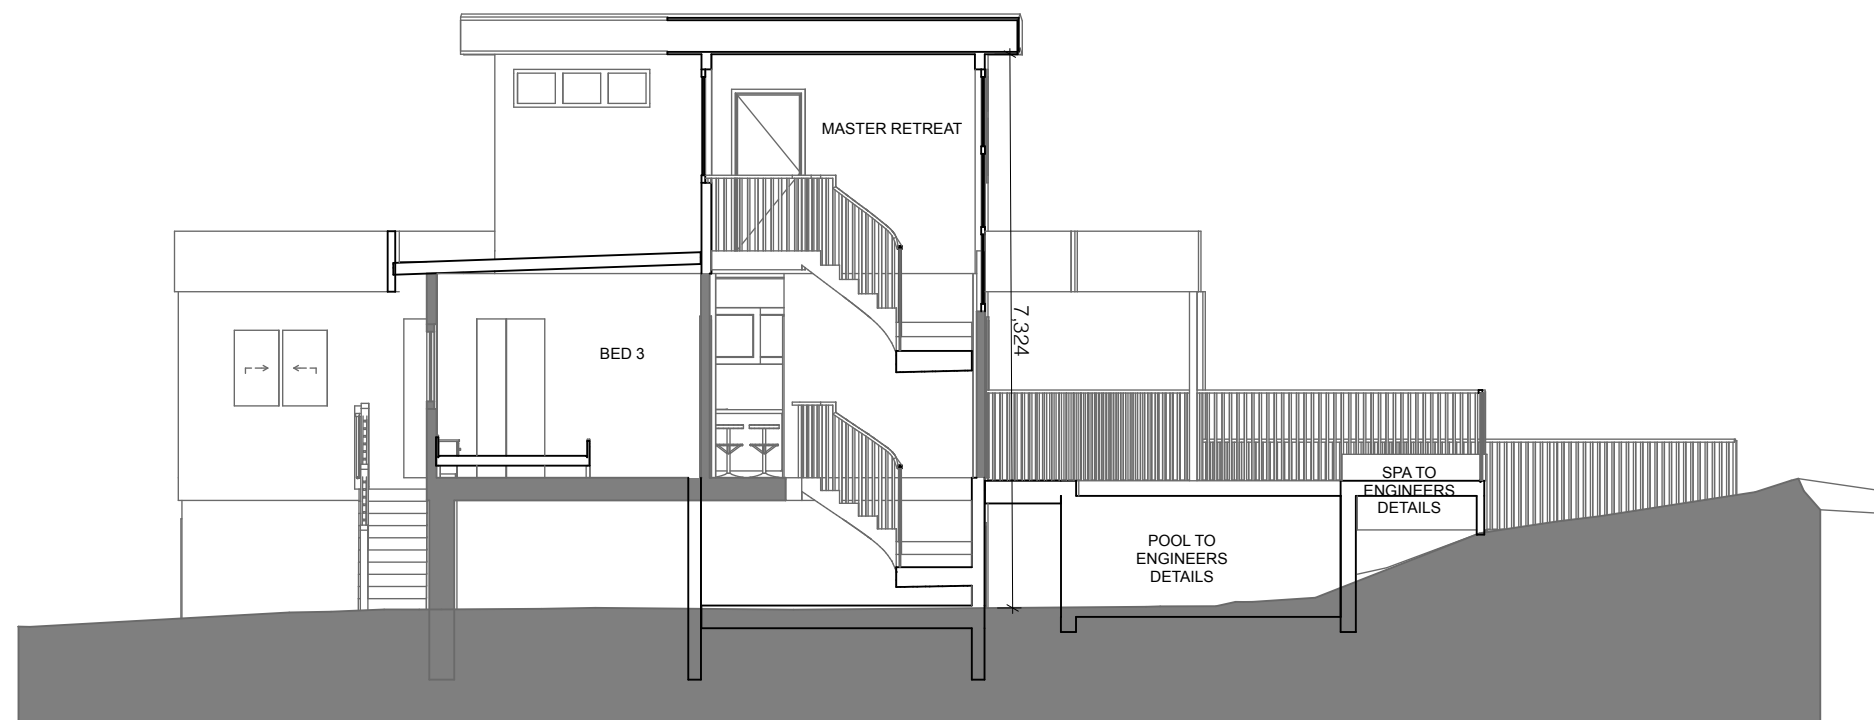 MASTER RETREAT
7,324
BED 3
SPA TO
ENGINEERS
DETAILS
POOL TO
ENGINEERS
DETAILS